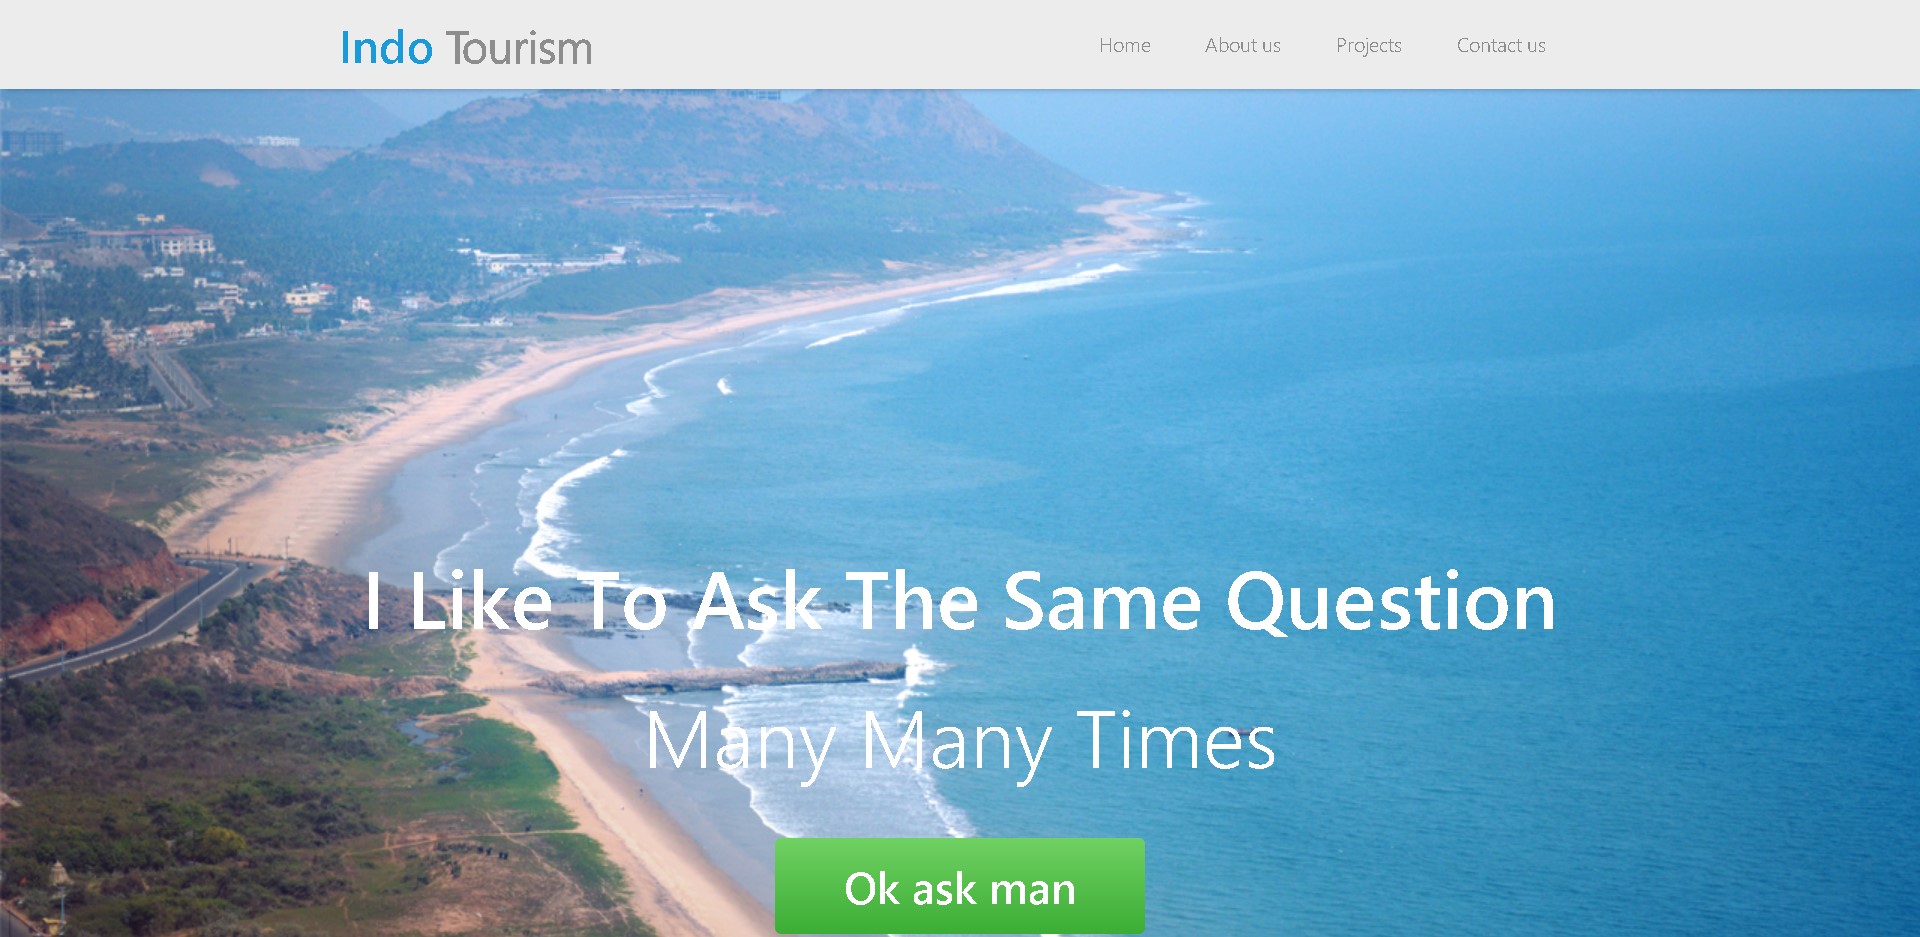 Indo Tourism
Home About us Projects Contact us
I Like To Ask The Same Question
Many Many Times
Ok ask man